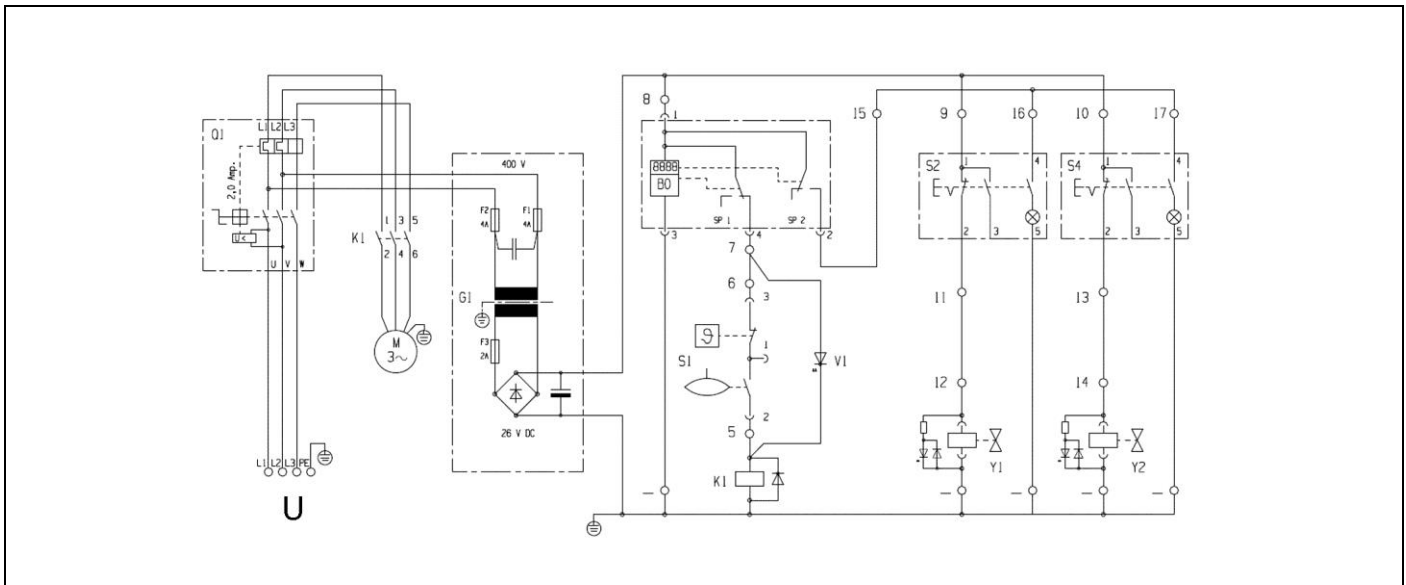 Q1
L1 L2 L3
2,0 Amp.
U<
U V W
K1
1 3 5
2 4 6
M
3~
L1 L2 L3 PE
U
400 V
F2
4A
F1
4A
G1
F3
2A
26 V DC
8
1
8888
B0
SP 1
SP 2
3
4
2
7
6
3
ϑ
1
S1
2
5
V1
K1
15
9
16
10
17
S2
1
4
2
3
5
S4
1
4
2
3
5
11
13
12
14
Y1
Y2